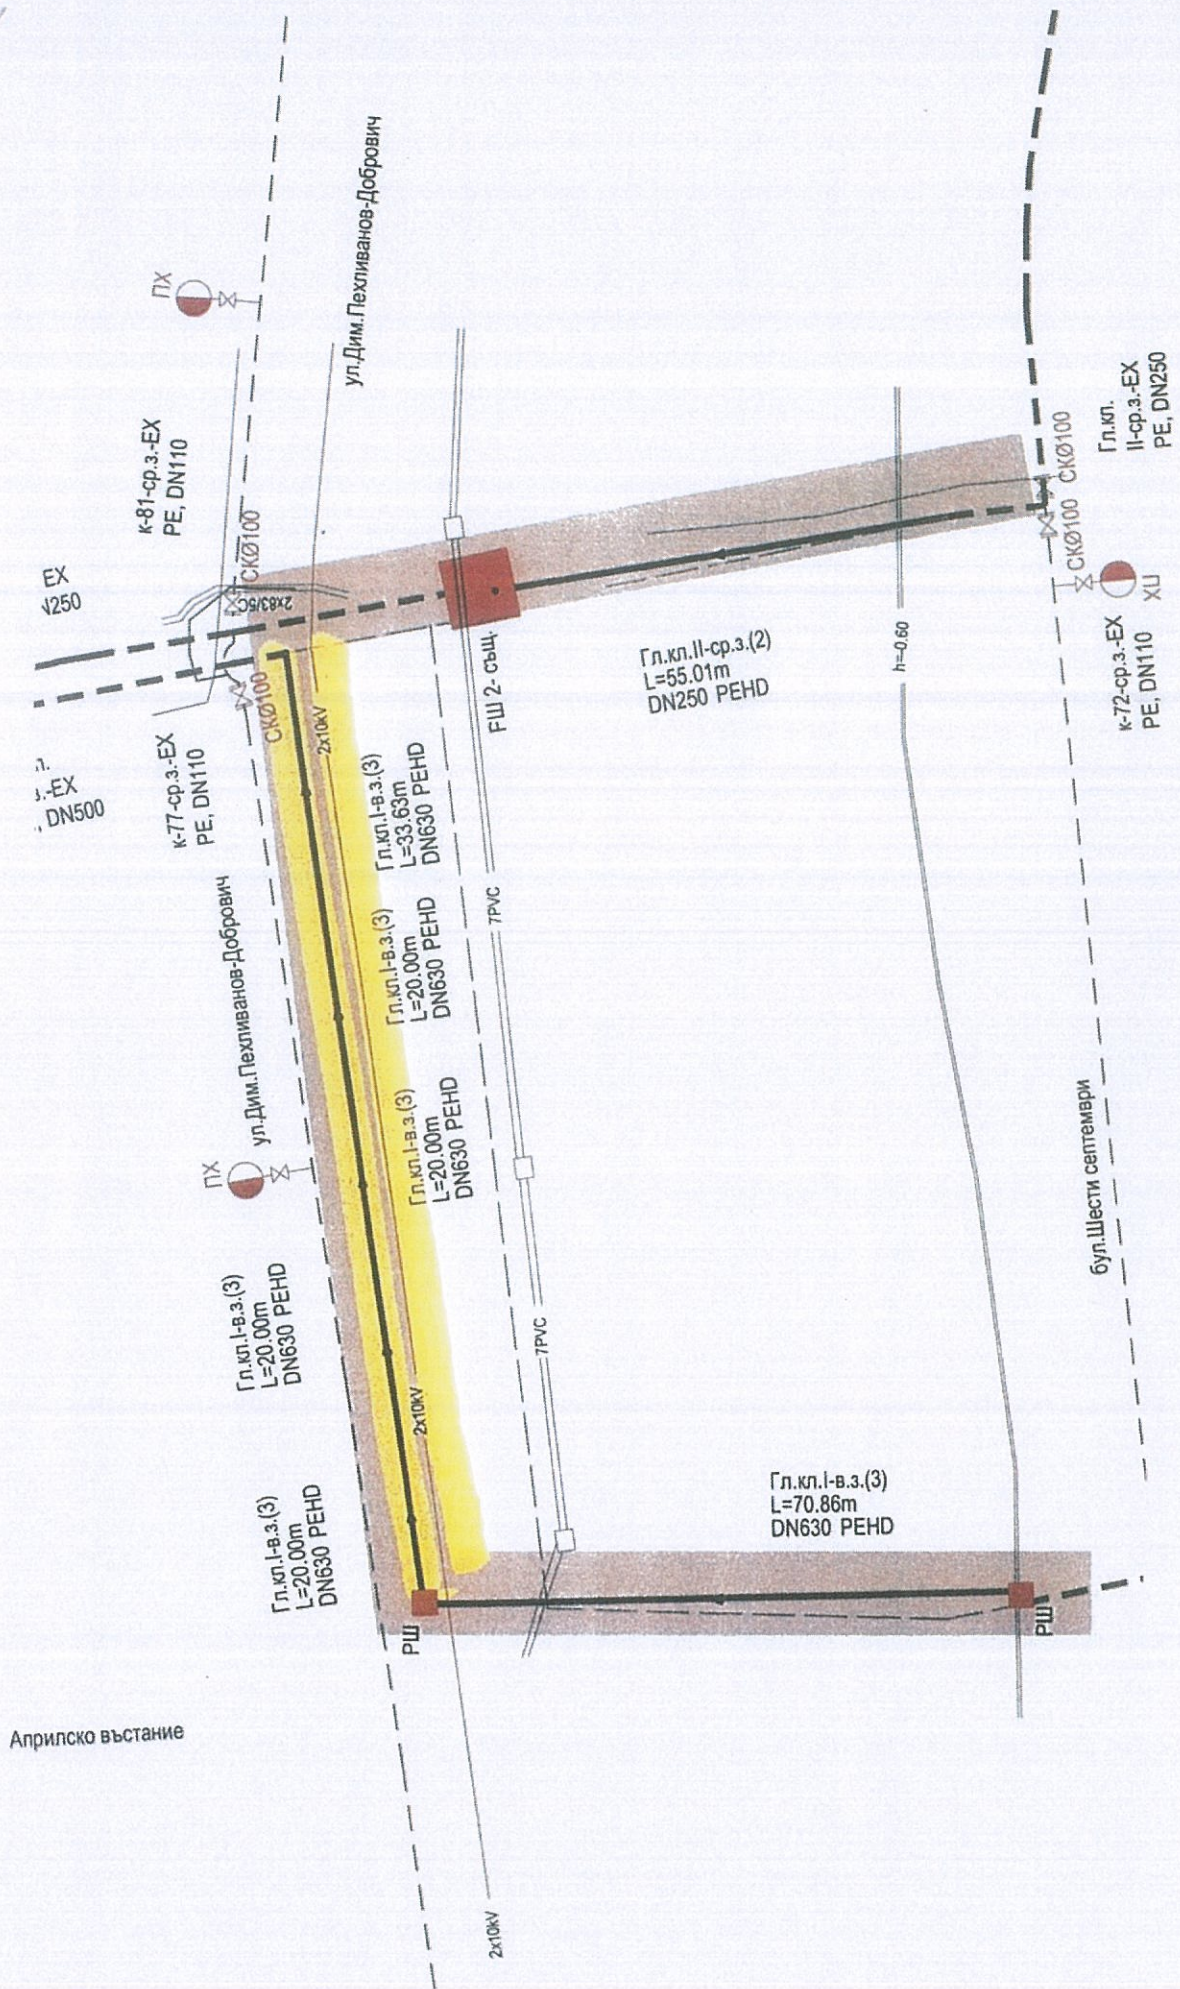 ПХ
ул.Дим.Пехливанов-Добрович
к-81-ср.з.-ЕХ
PE, DN110
СКØ100
2x83/5C
ЕХ
.-ЕХ
DN500
СКØ100
2x10kV
к-77-ср.з.-ЕХ
PE, DN110
FШ 2- същ.
Гл.кл.II-ср.з.(2)
L=55.01m
DN250 PEHD
h=-0.60
Гл.кл.
II-ср.з.-ЕХ
PE, DN250
СКØ100
СКØ100
ПХ
к-72-ср.з.-ЕХ
PE, DN110
Гл.кл.I-в.з.(3)
L=33.63m
DN630 PEHD
Гл.кл.I-в.з.(3)
L=20.00m
DN630 PEHD
Гл.кл.I-в.з.(3)
L=20.00m
DN630 PEHD
7PVC
ул.Дим.Пехливанов-Добрович
ПХ
Гл.кл.I-в.з.(3)
L=20.00m
DN630 PEHD
7PVC
2x10kV
бул.Шести септември
Гл.кл.I-в.з.(3)
L=20.00m
DN630 PEHD
Гл.кл.I-в.з.(3)
L=70.86m
DN630 PEHD
РШ
РШ
Априлско въстание
2x10kV